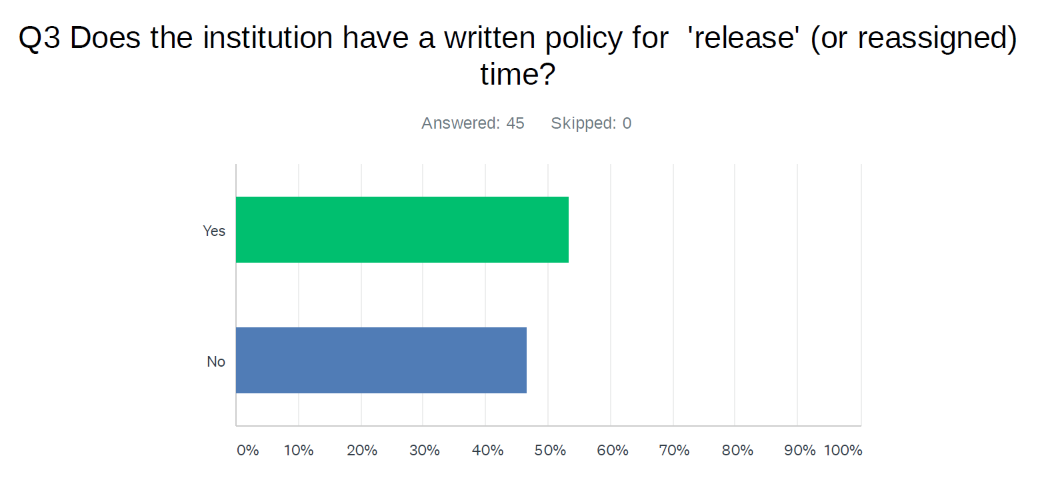 Q3 Does the institution have a written policy for  'release' (or reassigned)
time?
Answered: 45 Skipped: 0
Yes
No
0% 10% 20% 30% 40% 50% 60% 70% 80% 90% 100%